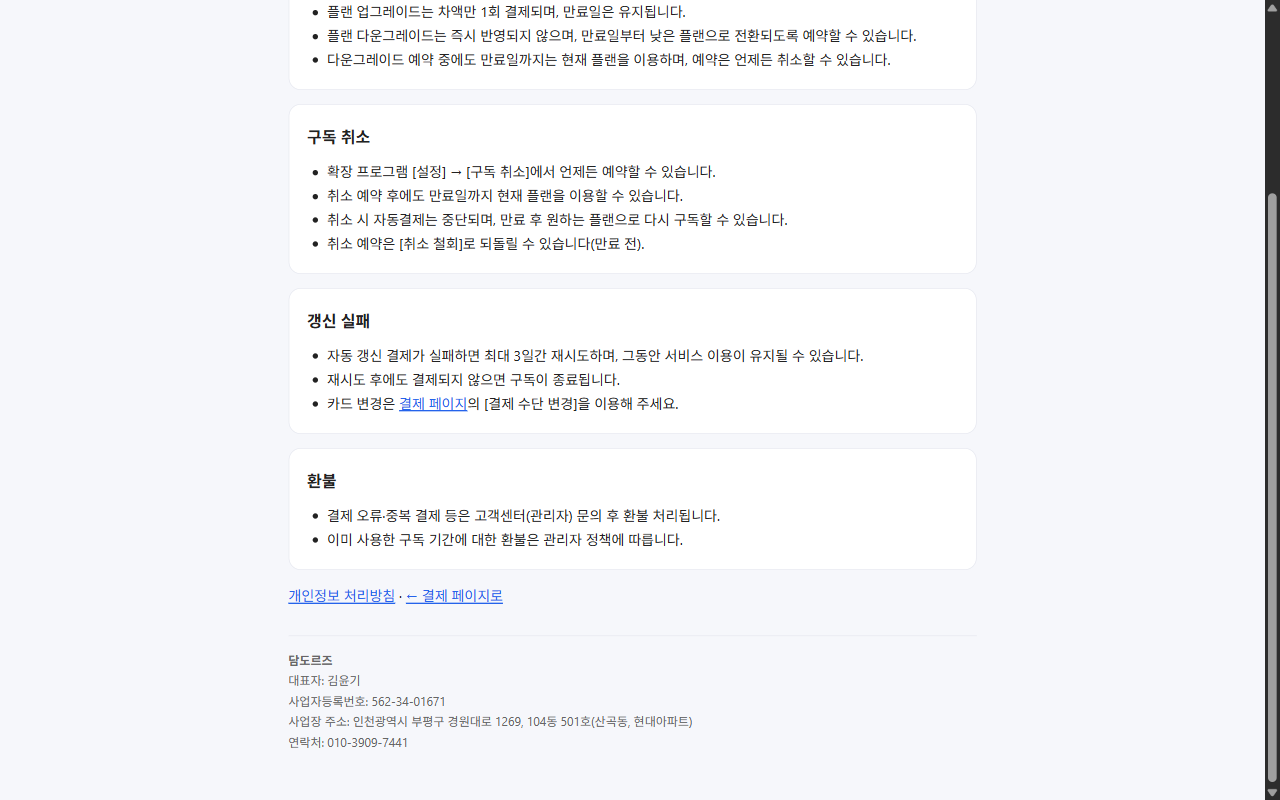 플랜 업그레이드는 차액만 1회 결제되며, 만료일은 유지됩니다.
플랜 다운그레이드는 즉시 반영되지 않으며, 만료일부터 낮은 플랜으로 전환되도록 예약할 수 있습니다.
다운그레이드 예약 중에도 만료일까지는 현재 플랜을 이용하며, 예약은 언제든 취소할 수 있습니다.
구독 취소
확장 프로그램 [설정] → [구독 취소]에서 언제든 예약할 수 있습니다.
취소 예약 후에도 만료일까지 현재 플랜을 이용할 수 있습니다.
취소 시 자동결제는 중단되며, 만료 후 원하는 플랜으로 다시 구독할 수 있습니다.
취소 예약은 [취소 철회]로 되돌릴 수 있습니다(만료 전).
갱신 실패
자동 갱신 결제가 실패하면 최대 3일간 재시도하며, 그동안 서비스 이용이 유지될 수 있습니다.
재시도 후에도 결제되지 않으면 구독이 종료됩니다.
카드 변경은 결제 페이지의 [결제 수단 변경]을 이용해 주세요.
환불
결제 오류·중복 결제 등은 고객센터(관리자) 문의 후 환불 처리됩니다.
이미 사용한 구독 기간에 대한 환불은 관리자 정책에 따릅니다.
개인정보 처리방침 · ← 결제 페이지로
담도르즈
대표자: 김윤기
사업자등록번호: 562-34-01671
사업장 주소: 인천광역시 부평구 경원대로 1269, 104동 501호(산곡동, 현대아파트)
연락처: 010-3909-7441